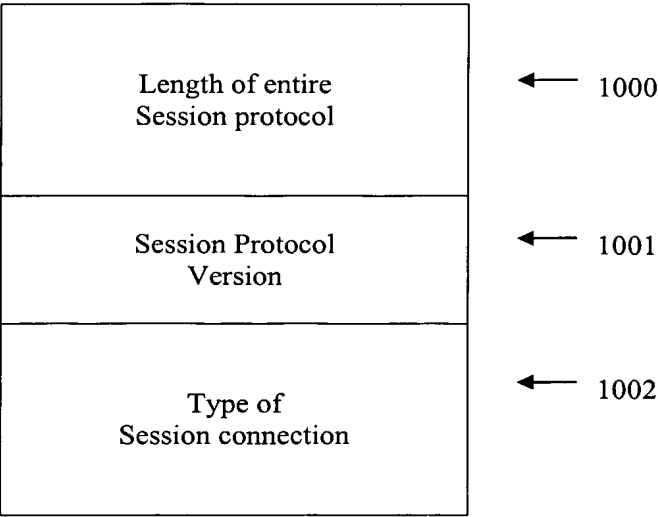 Length of entire
Session protocol
1000
Session Protocol
Version
1001
Type of
Session connection
1002